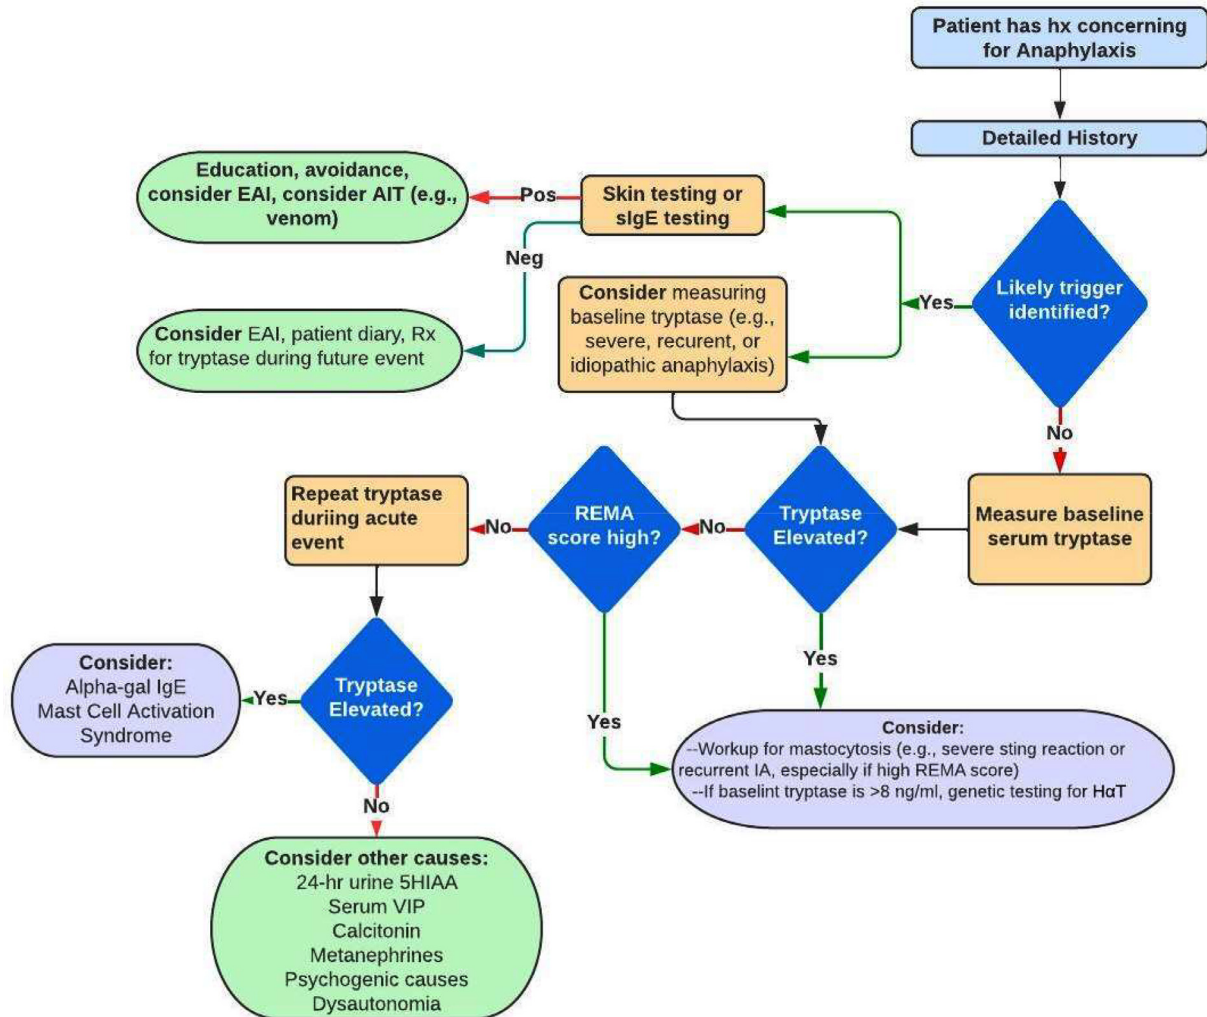 Patient has hx concerning
for Anaphylaxis
Detailed History
Likely trigger
identified?
Yes
No
Skin testing or
sIgE testing
Pos
Neg
Education, avoidance,
consider EAI, consider AIT (e.g.,
venom)
Consider EAI, patient diary, Rx
for tryptase during future event
Consider measuring
baseline tryptase (e.g.,
severe, recurent, or
idiopathic anaphylaxis)
Measure baseline
serum tryptase
Tryptase
Elevated?
No
Yes
REMA
score high?
No
Yes
Consider:
--Workup for mastocytosis (e.g., severe sting reaction or
recurrent IA, especially if high REMA score)
--If baselint tryptase is >8 ng/ml, genetic testing for HαT
Repeat tryptase
duriing acute
event
Tryptase
Elevated?
Yes
No
Consider:
Alpha-gal IgE
Mast Cell Activation
Syndrome
Consider other causes:
24-hr urine 5HIAA
Serum VIP
Calcitonin
Metanephrines
Psychogenic causes
Dysautonomia